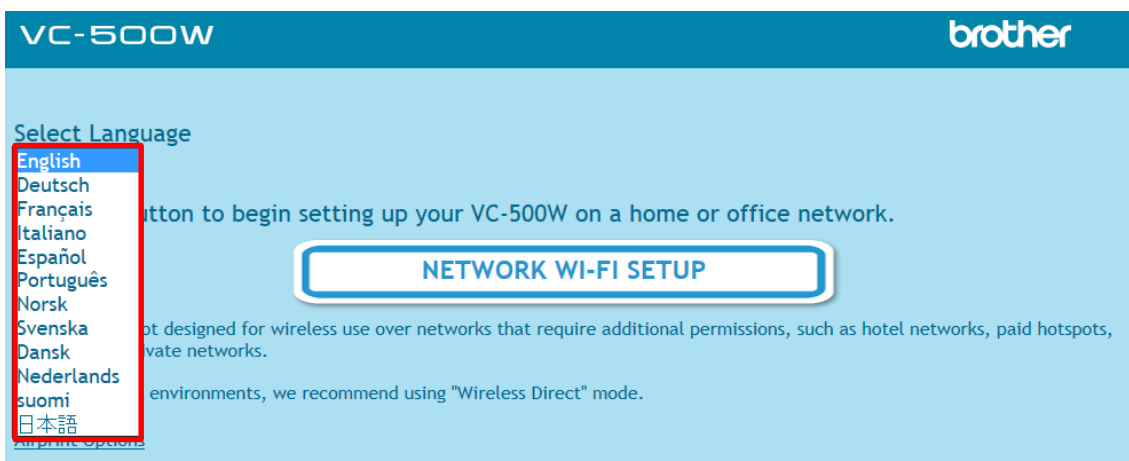 VC-500W
brother
Select Language
English
Deutsch
Français
utton to begin setting up your VC-500W on a home or office network.
Italiano
Español
NETWORK WI-FI SETUP
Português
Norsk
Svenska
ot designed for wireless use over networks that require additional permissions, such as hotel networks, paid hotspots,
Dansk
ivate networks.
Nederlands
environments, we recommend using "Wireless Direct" mode.
suomi
日本語
Airprint Options